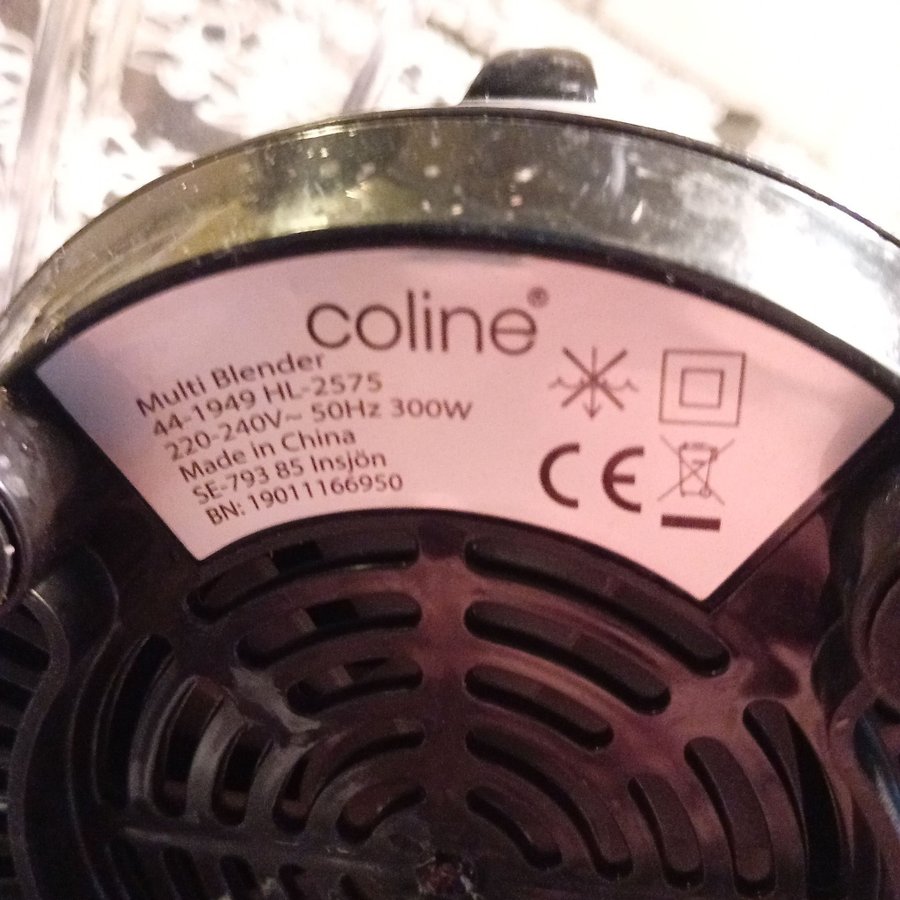 coline®
Multi Blender
44-1949 HL-2575
220-240V~ 50Hz 300W
Made in China
SE-793 85 Insjön
BN: 19011166950
CE